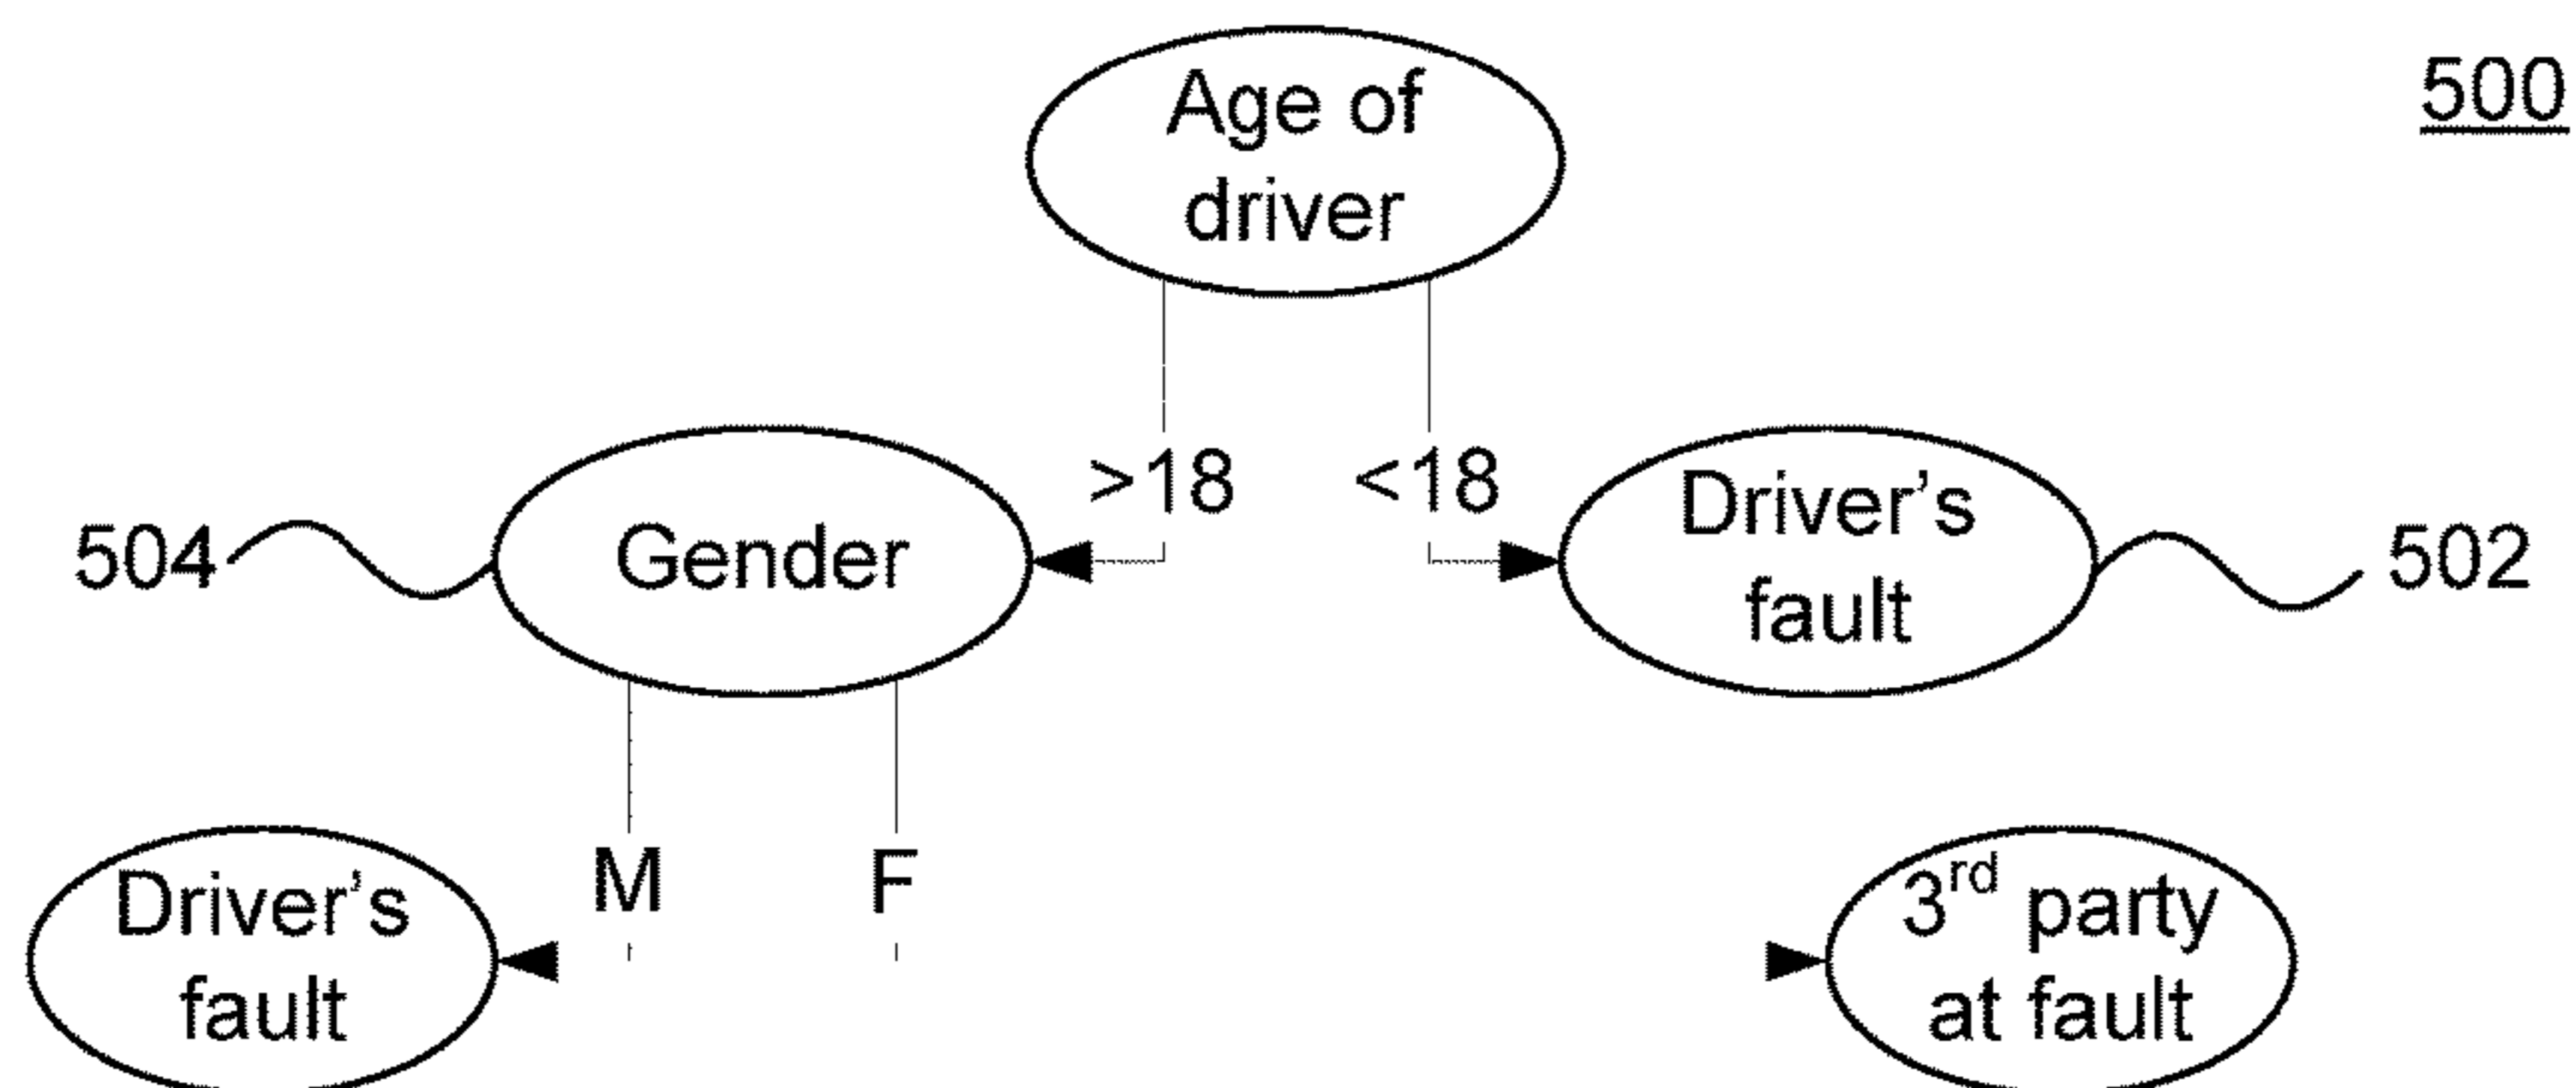 Age of
driver
500
>18
<18
504
Gender
Driver's
fault
502
M
F
Driver's
fault
3rd party
at fault